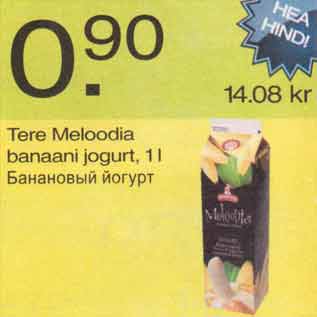 0.90
HEA
HIND!
14.08 kr
Tere Meloodia
banaani jogurt, 1 l
Банановый йогурт
Meloodia